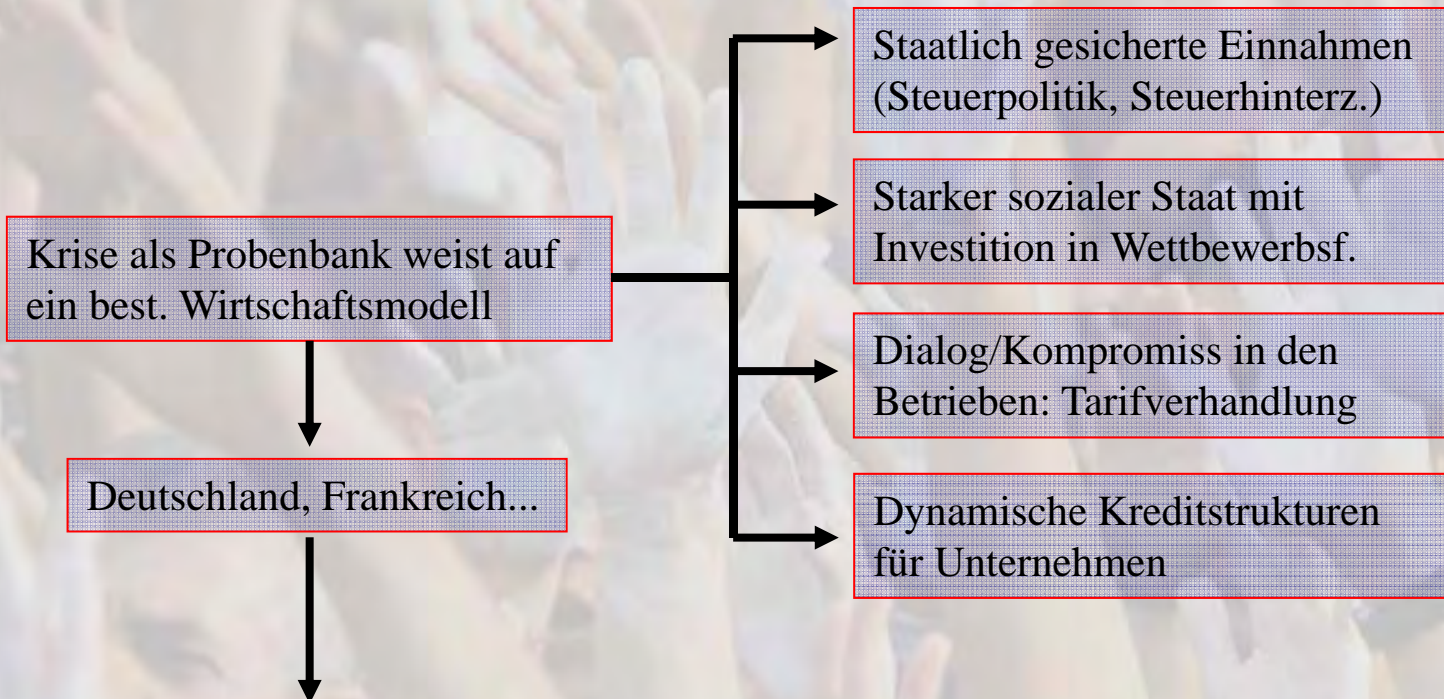 Krise als Probenbank weist auf
ein best. Wirtschaftsmodell
Deutschland, Frankreich...
Staatlich gesicherte Einnahmen
(Steuerpolitik, Steuerhinterz.)
Starker sozialer Staat mit
Investition in Wettbewerbsf.
Dialog/Kompromiss in den
Betrieben: Tarifverhandlung
Dynamische Kreditstrukturen
für Unternehmen